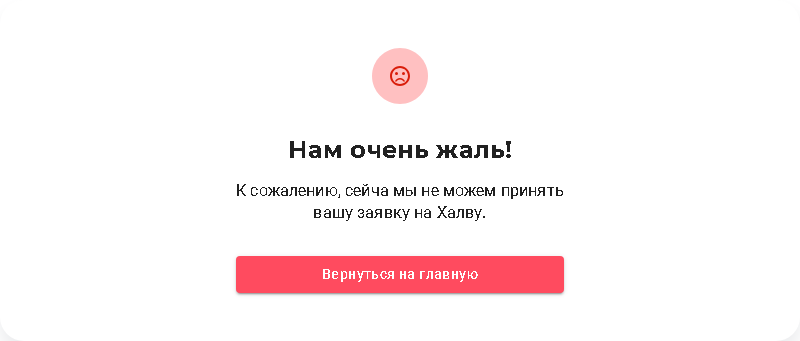 Нам очень жаль!
К сожалению, сейча мы не можем принять
вашу заявку на Халву.
Вернуться на главную